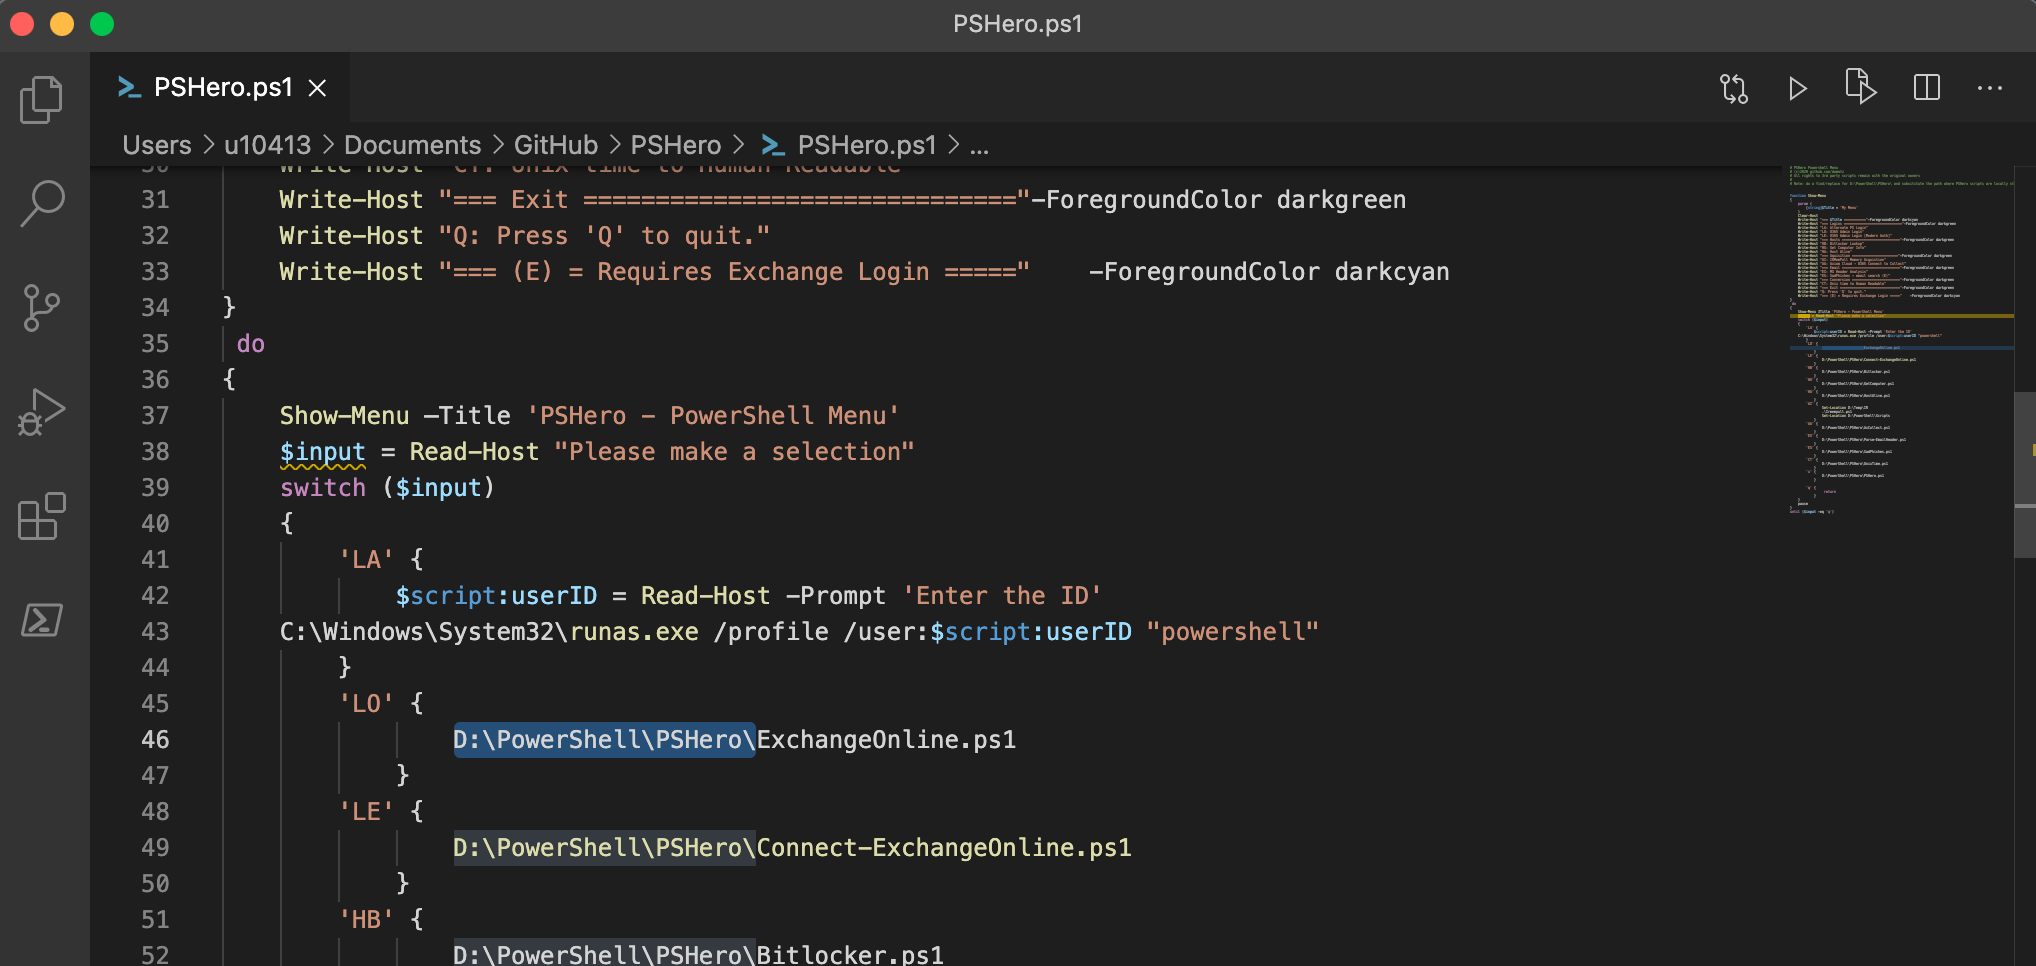 PSHero.ps1
PSHero.ps1
Users > u10413 > Documents > GitHub > PSHero > PSHero.ps1 > ...
30 Write-Host "CT: Unix time to Human Readable"
31 Write-Host "=== Exit =============================="-ForegroundColor darkgreen
32 Write-Host "Q: Press 'Q' to quit."
33 Write-Host "=== (E) = Requires Exchange Login =====" -ForegroundColor darkcyan
34 }
35 do
36 {
37 Show-Menu –Title 'PSHero - PowerShell Menu'
38 $input = Read-Host "Please make a selection"
39 switch ($input)
40 {
41 'LA' {
42 $script:userID = Read-Host -Prompt 'Enter the ID'
43 C:\Windows\System32\runas.exe /profile /user:$script:userID "powershell"
44 }
45 'LO' {
46 D:\PowerShell\PSHero\ExchangeOnline.ps1
47 }
48 'LE' {
49 D:\PowerShell\PSHero\Connect-ExchangeOnline.ps1
50 }
51 'HB' {
52 D:\PowerShell\PSHero\Bitlocker.ps1